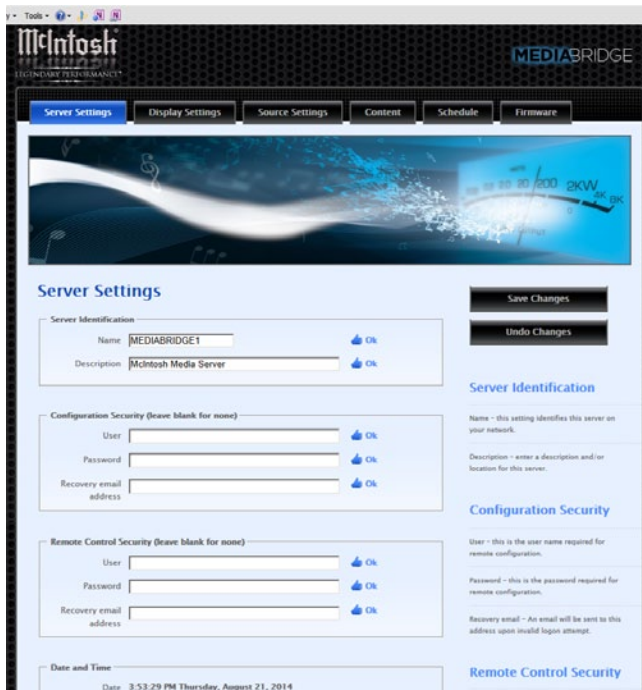 y ▾ Tools ▾
McIntosh
LEGENDARY PERFORMANCE™
MEDIABRIDGE
Server Settings
Display Settings
Source Settings
Content
Schedule
Firmware
200 2KW
4K 8K
Server Settings
Save Changes
Undo Changes
Server Identification
Name MEDIABRIDGE1 Ok
Description McIntosh Media Server Ok
Configuration Security (leave blank for none)
User Ok
Password Ok
Recovery email Ok
address
Remote Control Security (leave blank for none)
User Ok
Password Ok
Recovery email Ok
address
Date and Time
Date 3:53:29 PM Thursday, August 21, 2014
Server Identification
Name - this setting identifies this server on
your network.
Description - enter a description and/or
location for this server.
Configuration Security
User - this is the user name required for
remote configuration.
Password - this is the password required for
remote configuration.
Recovery email - An email will be sent to this
address upon invalid logon attempt.
Remote Control Security